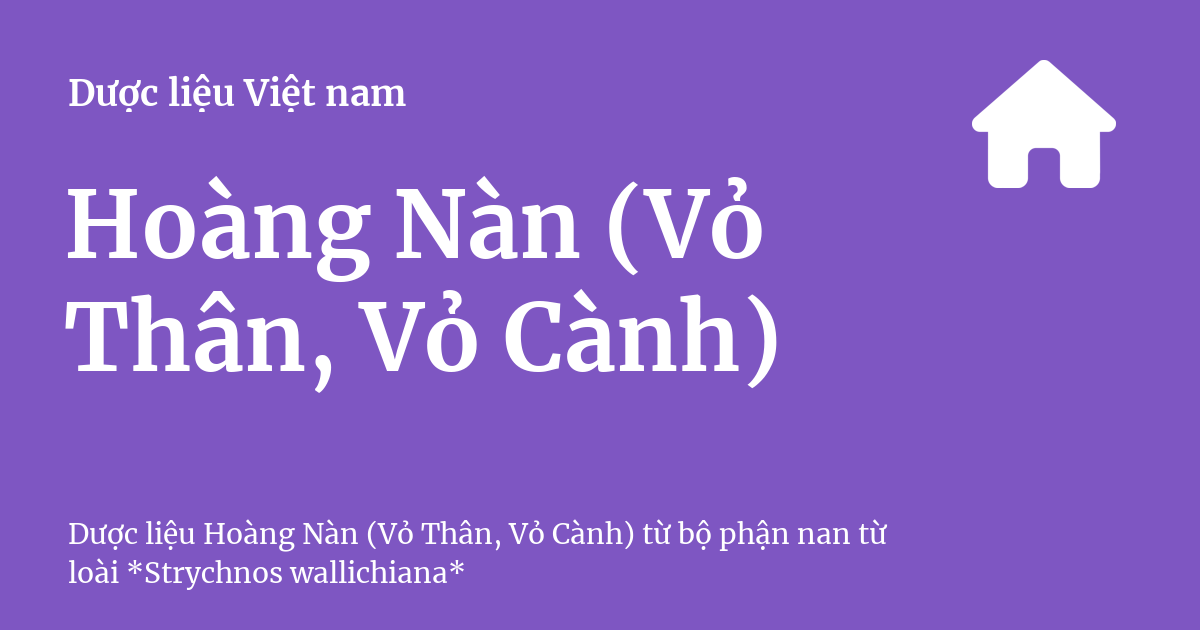 Dược liệu Việt nam
Hoàng Nàn (Vỏ
Thân, Vỏ Cành)
Dược liệu Hoàng Nàn (Vỏ Thân, Vỏ Cành) từ bộ phận nan từ
loài *Strychnos wallichiana*